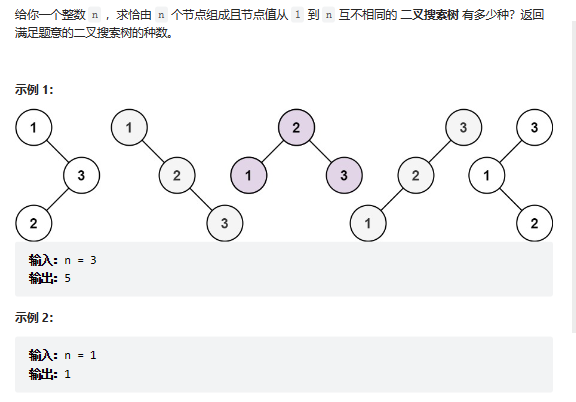 给你一个整数 n ，求恰由 n 个节点组成且节点值从 1 到 n 互不相同的 二叉搜索树 有多少种？返回
满足题意的二叉搜索树的种数。
示例 1：
1 1 2 3 3
3 2 1 3 2 1
2 3 1 2
输入：n = 3
输出：5
示例 2：
输入：n = 1
输出：1